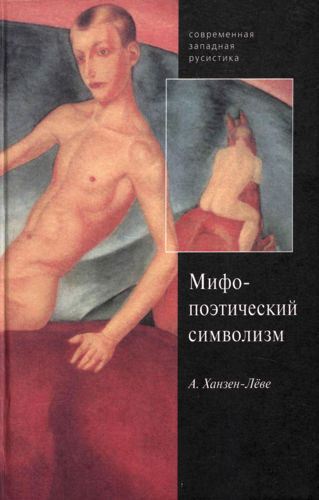 современная
западная
русистика
Мифо-
поэтический
символизм
А. Ханзен-Лёве